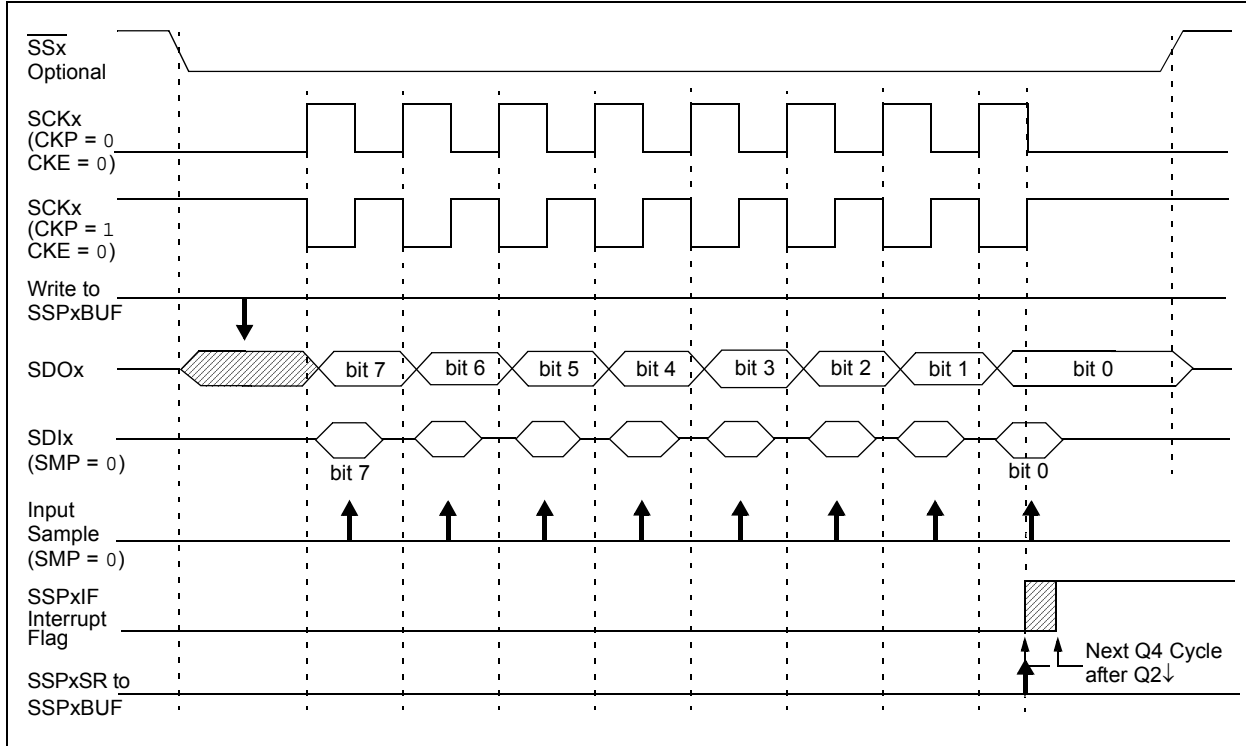 SSx
Optional
SCKx
(CKP = 0
CKE = 0)
SCKx
(CKP = 1
CKE = 0)
Write to
SSPxBUF
SDOx
bit 7
bit 6
bit 5
bit 4
bit 3
bit 2
bit 1
bit 0
SDIx
(SMP = 0)
bit 7
bit 0
Input
Sample
(SMP = 0)
SSPxIF
Interrupt
Flag
Next Q4 Cycle
after Q2↓
SSPxSR to
SSPxBUF